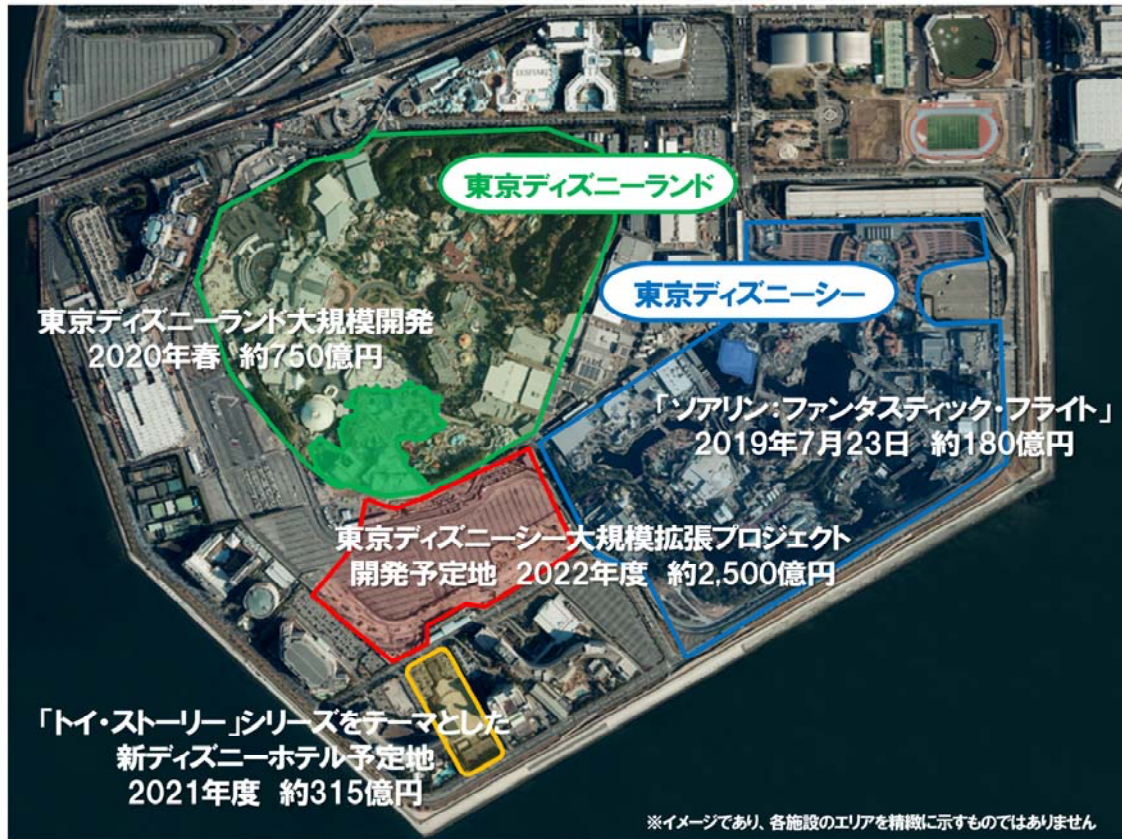 東京ディズニーランド
東京ディズニーシー
東京ディズニーランド大規模開発
2020年春 約750億円
「ソアリン:ファンタスティック・フライト」
2019年7月23日 約180億円
東京ディズニーシー大規模拡張プロジェクト
開発予定地 2022年度 約2,500億円
「トイ・ストーリー」シリーズをテーマとした
新ディズニーホテル予定地
2021年度 約315億円
※イメージであり、各施設のエリアを精緻に示すものではありません